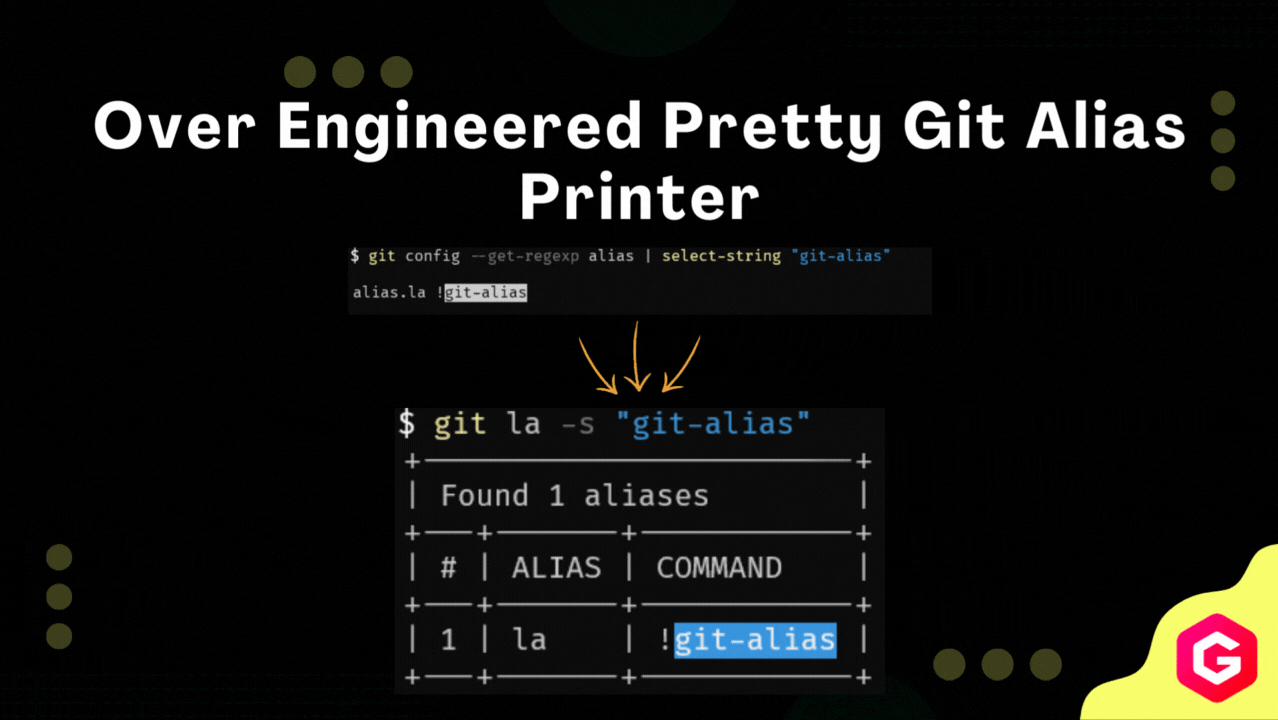 Over Engineered Pretty Git Alias
Printer
$ git config --get-regexp alias | select-string "git-alias"
alias.la !git-alias
$ git la -s "git-alias"
Found 1 aliases
# | ALIAS | COMMAND
1 | la | !git-alias
G